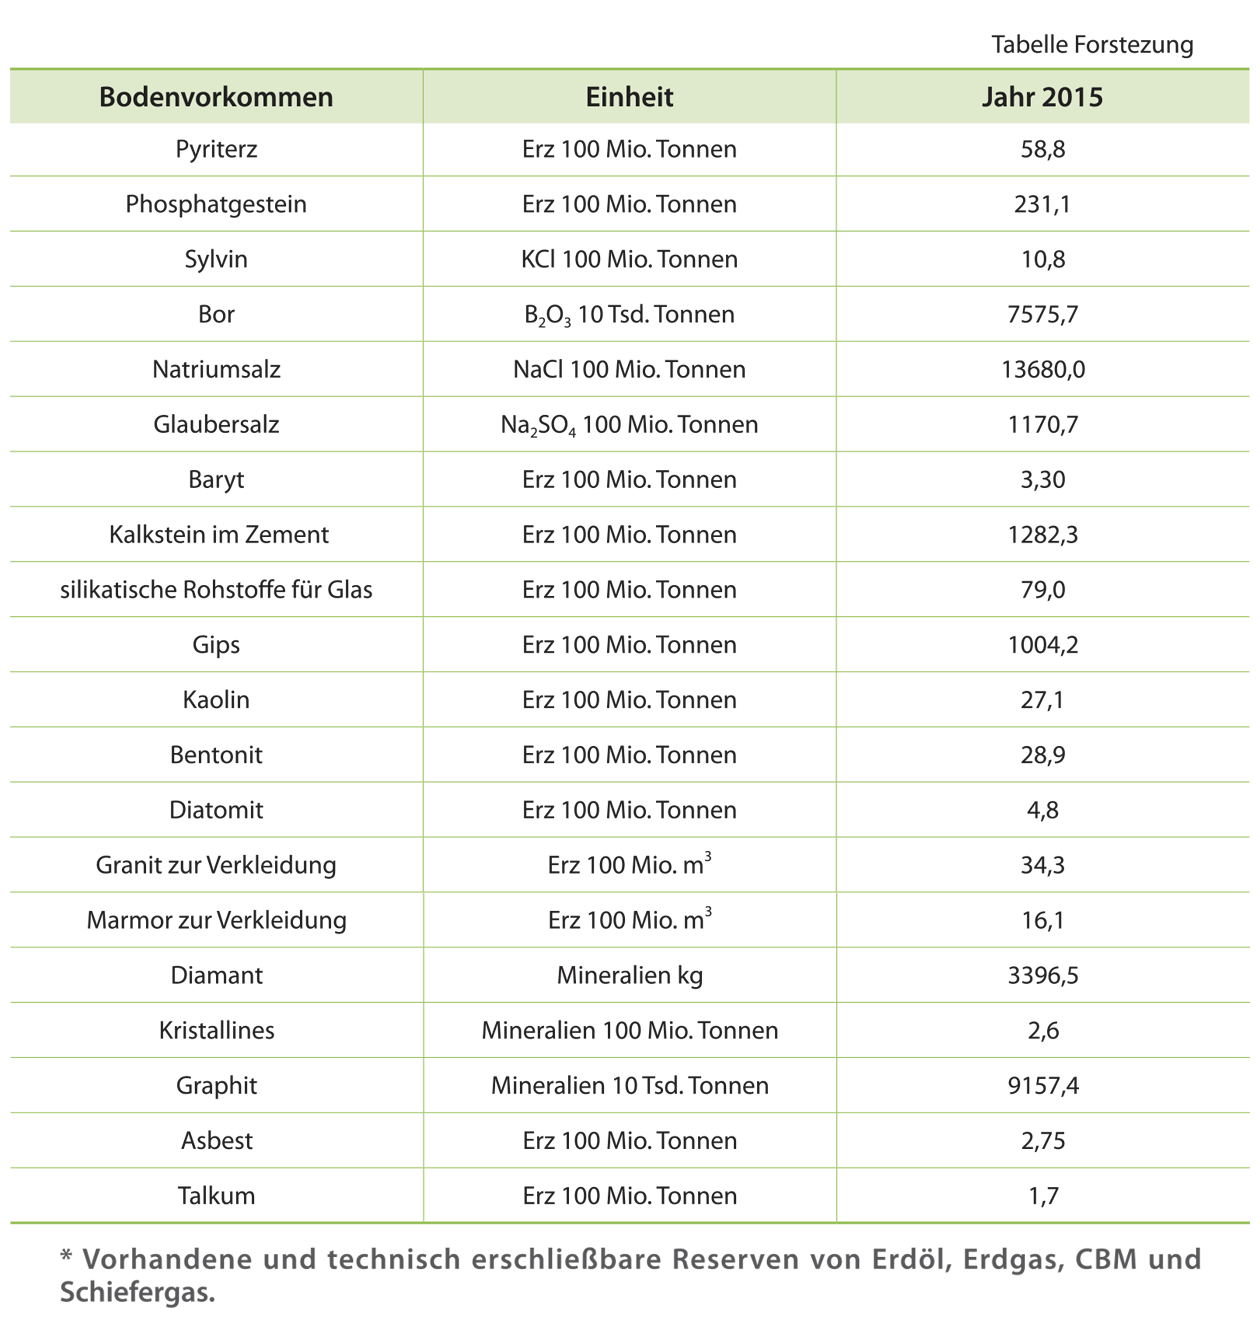 Tabelle Forstezung
Bodenvorkommen Einheit Jahr 2015
Pyriterz Erz 100 Mio. Tonnen 58,8
Phosphatgestein Erz 100 Mio. Tonnen 231,1
Sylvin KCl 100 Mio. Tonnen 10,8
Bor B₂O₃ 10 Tsd. Tonnen 7575,7
Natriumsalz NaCl 100 Mio. Tonnen 13680,0
Glaubersalz Na₂SO₄ 100 Mio. Tonnen 1170,7
Baryt Erz 100 Mio. Tonnen 3,30
Kalkstein im Zement Erz 100 Mio. Tonnen 1282,3
silikatische Rohstoffe für Glas Erz 100 Mio. Tonnen 79,0
Gips Erz 100 Mio. Tonnen 1004,2
Kaolin Erz 100 Mio. Tonnen 27,1
Bentonit Erz 100 Mio. Tonnen 28,9
Diatomit Erz 100 Mio. Tonnen 4,8
Granit zur Verkleidung Erz 100 Mio. m³ 34,3
Marmor zur Verkleidung Erz 100 Mio. m³ 16,1
Diamant Mineralien kg 3396,5
Kristallines Mineralien 100 Mio. Tonnen 2,6
Graphit Mineralien 10 Tsd. Tonnen 9157,4
Asbest Erz 100 Mio. Tonnen 2,75
Talkum Erz 100 Mio. Tonnen 1,7
* Vorhandene und technisch erschließbare Reserven von Erdöl, Erdgas, CBM und
Schiefergas.